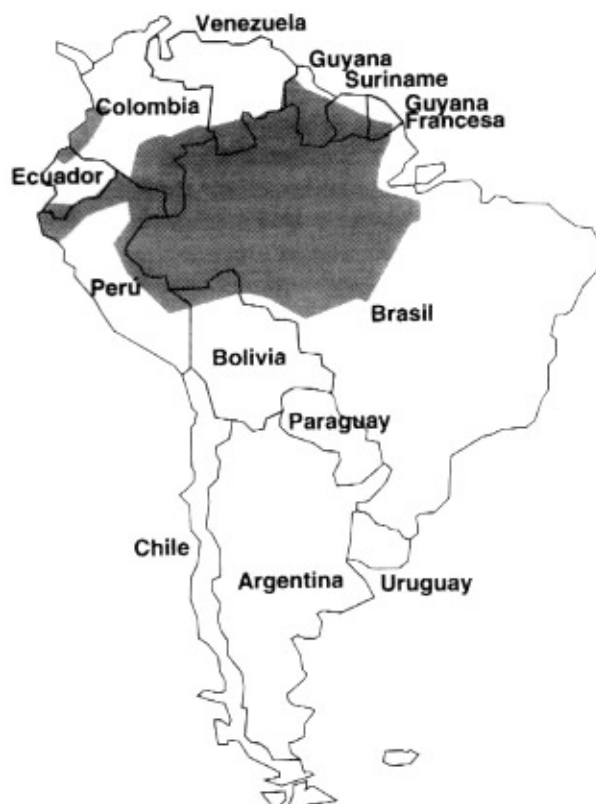 Venezuela
Guyana
Suriname
Colombia
Guyana
Francesa
Ecuador
Perú
Brasil
Bolivia
Paraguay
Chile
Argentina
Uruguay